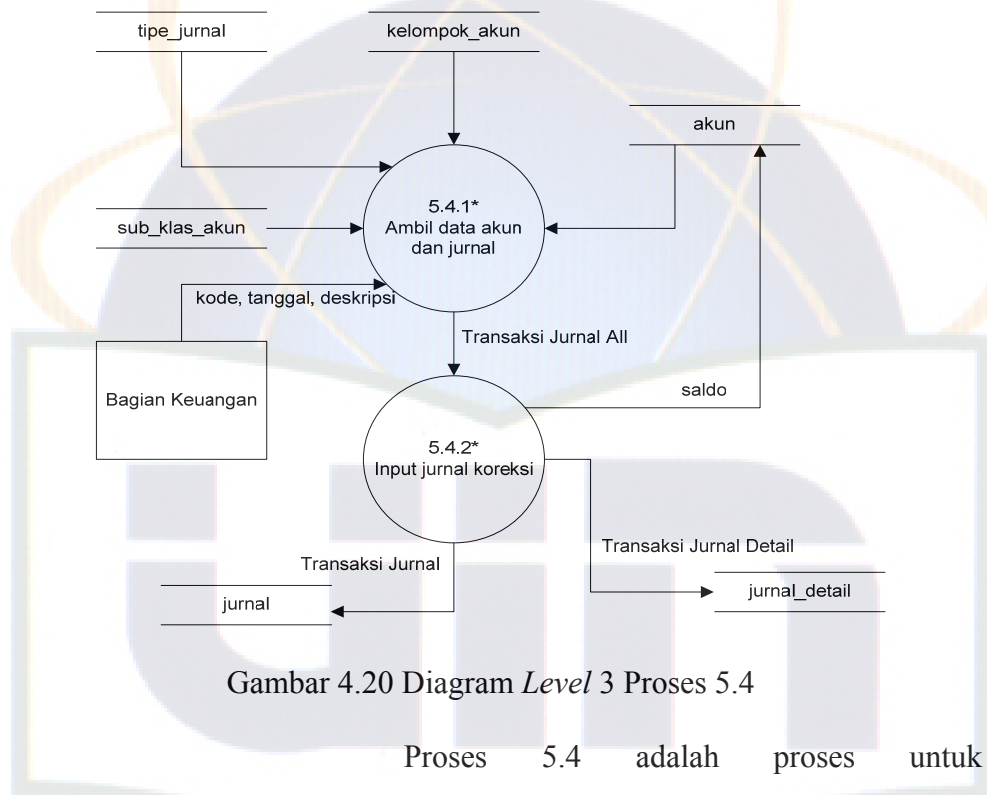 tipe_jurnal
kelompok_akun
akun
5.4.1*
Ambil data akun
dan jurnal
sub_klas_akun
kode, tanggal, deskripsi
Transaksi Jurnal All
Bagian Keuangan
saldo
5.4.2*
Input jurnal koreksi
Transaksi Jurnal
Transaksi Jurnal Detail
jurnal
jurnal_detail
Gambar 4.20 Diagram Level 3 Proses 5.4
Proses 5.4 adalah proses untuk